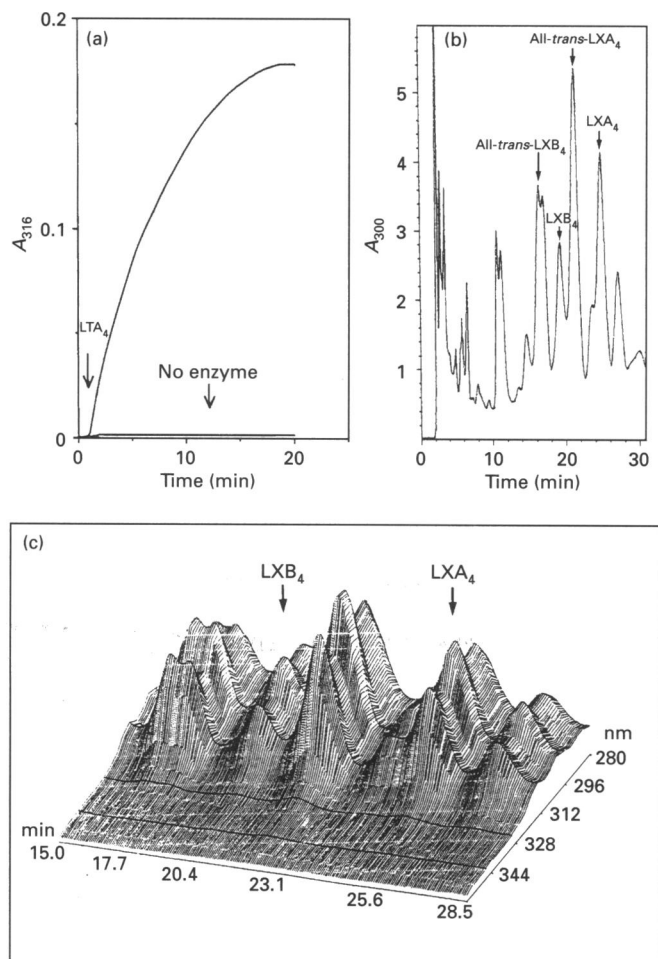 (a)
0.2
0.1
0
A₃₁₆
LTA₄
No enzyme
0 10 20
Time (min)
(b)
5
4
3
2
1
A₃₀₀
All-trans-LXA₄
LXA₄
All-trans-LXB₄
LXB₄
0 10 20 30
Time (min)
(c)
LXB₄ LXA₄
nm
280
296
312
328
344
min
15.0 17.7 20.4 23.1 25.6 28.5